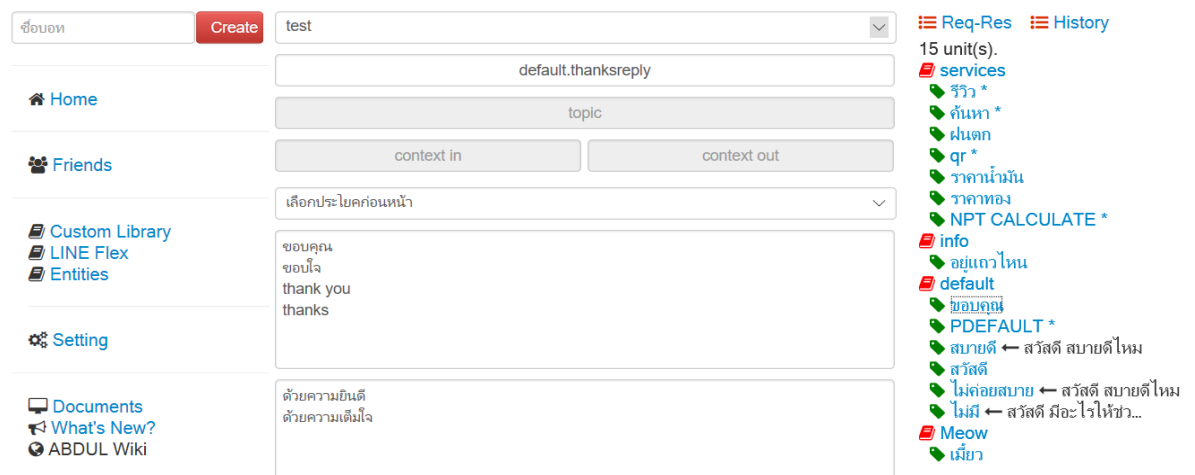 ชื่อบอท
Create
Home
Friends
Custom Library
LINE Flex
Entities
Setting
Documents
What's New?
ABDUL Wiki
test
default.thanksreply
topic
context in
context out
เลือกประโยคก่อนหน้า
ขอบคุณ
ขอบใจ
thank you
thanks
ด้วยความยินดี
ด้วยความเต็มใจ
Req-Res
History
15 unit(s).
services
รีวิว *
ค้นหา *
ฝนตก
qr *
ราคาน้ำมัน
ราคาทอง
NPT CALCULATE *
info
อยู่แถวไหน
default
ขอบคุณ
PDEFAULT *
สบายดี ← สวัสดี สบายดีไหม
สวัสดี
ไม่ค่อยสบาย ← สวัสดี สบายดีไหม
ไม่มี ← สวัสดี มีอะไรให้ช่ว...
Meow
เมี้ยว